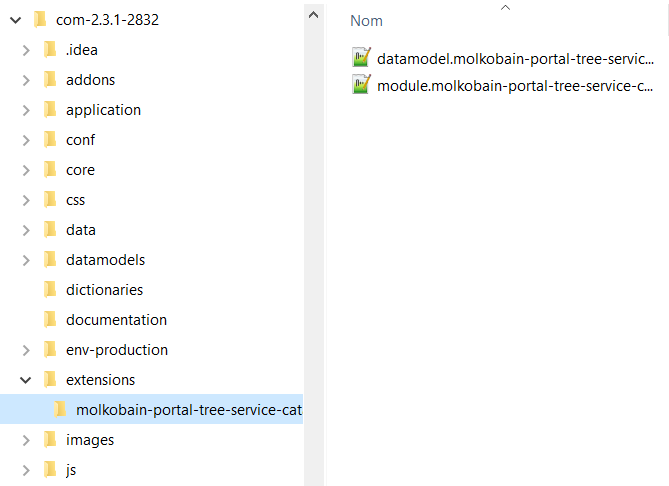 com-2.3.1-2832
.idea
addons
application
conf
core
css
data
datamodels
dictionaries
documentation
env-production
extensions
molkobain-portal-tree-service-cat
images
js
Nom
datamodel.molkobain-portal-tree-servic...
module.molkobain-portal-tree-service-c...